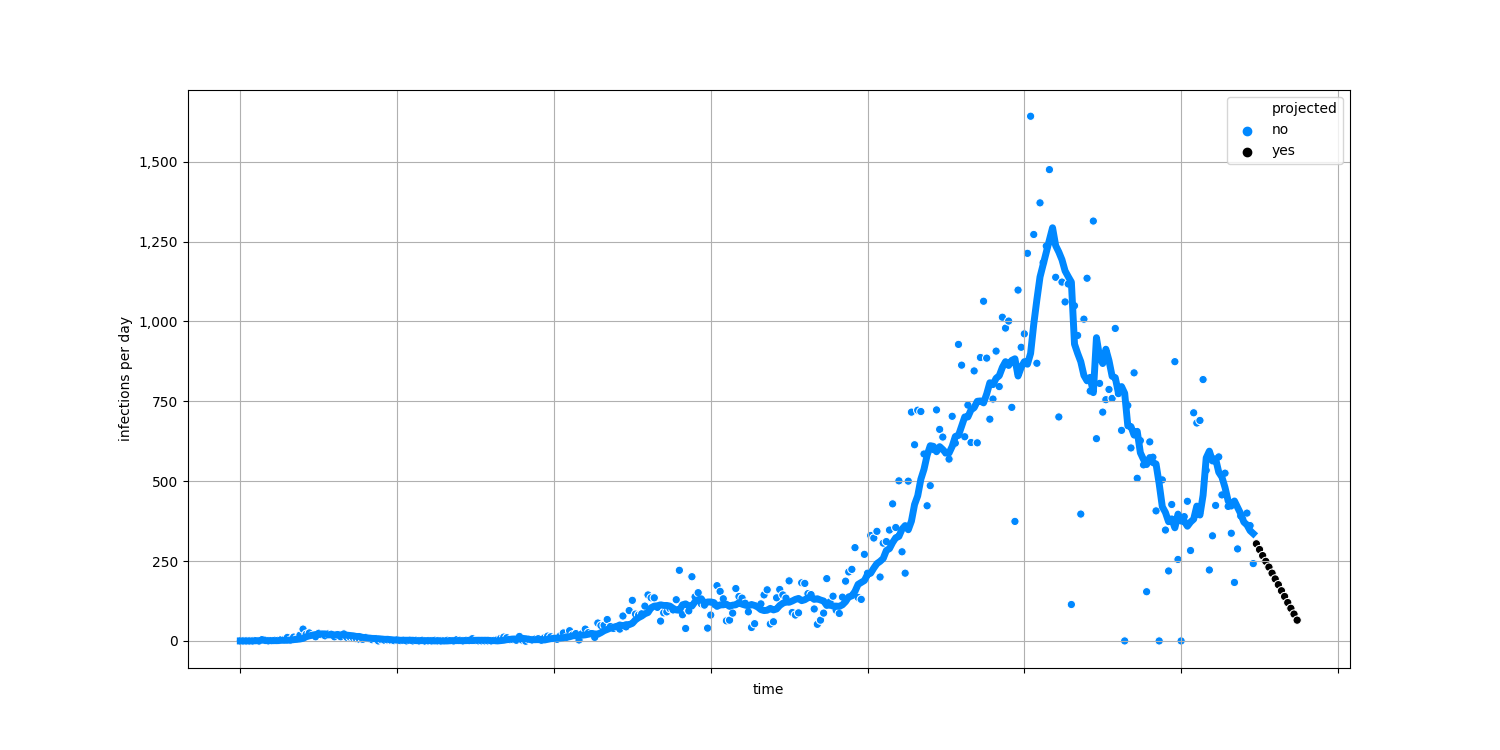 projected
no
yes
1,500
1,250
1,000
750
500
250
0
infections per day
time